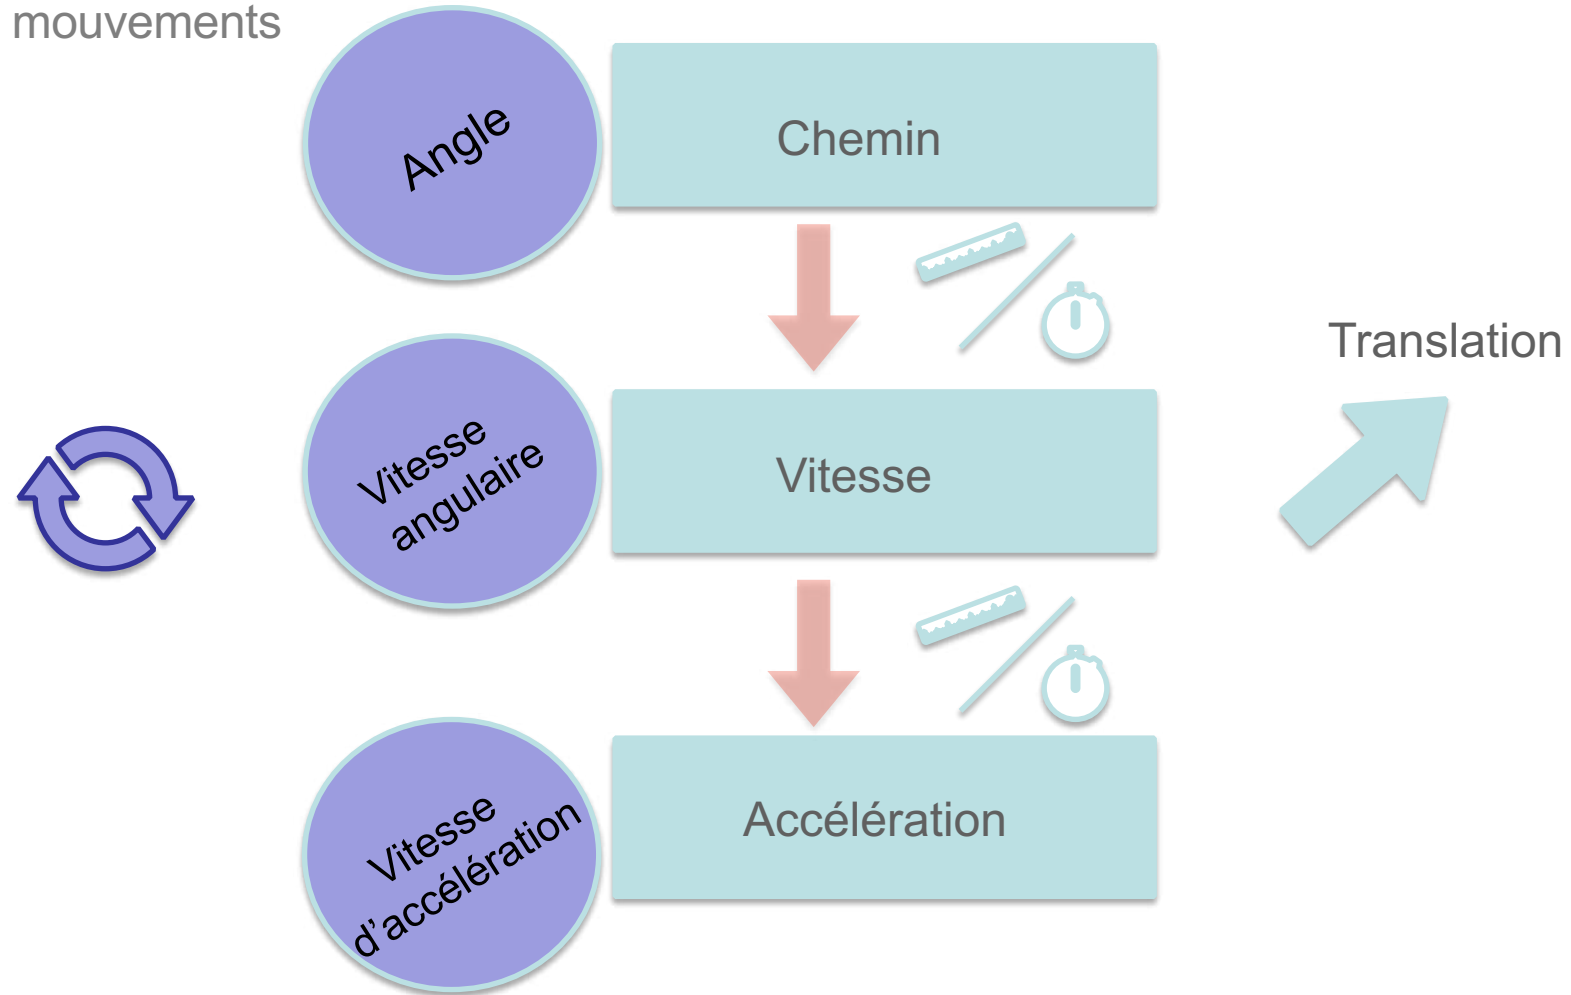 mouvements
Angle
Chemin
Translation
Vitesse
angulaire
Vitesse
Vitesse
d’accélération
Accélération